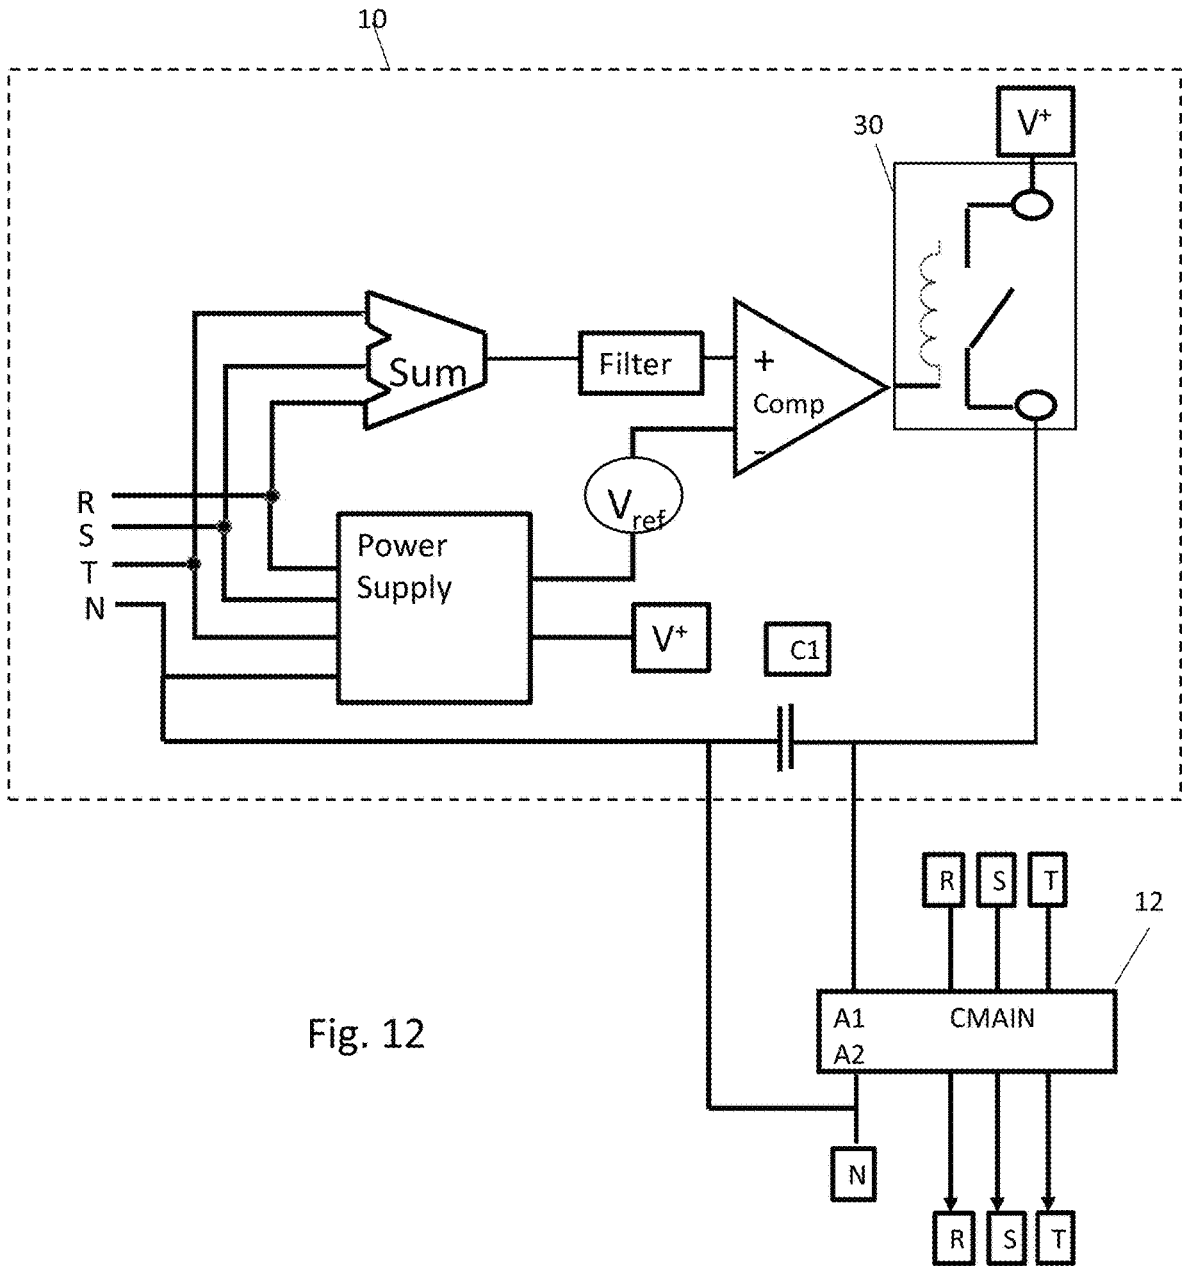 10
V+
30
Sum
Filter
+
Comp
-
R
S
T
N
Vref
Power
Supply
V+
C1
R S T
12
A1 CMAIN
A2
Fig. 12
N
R S T